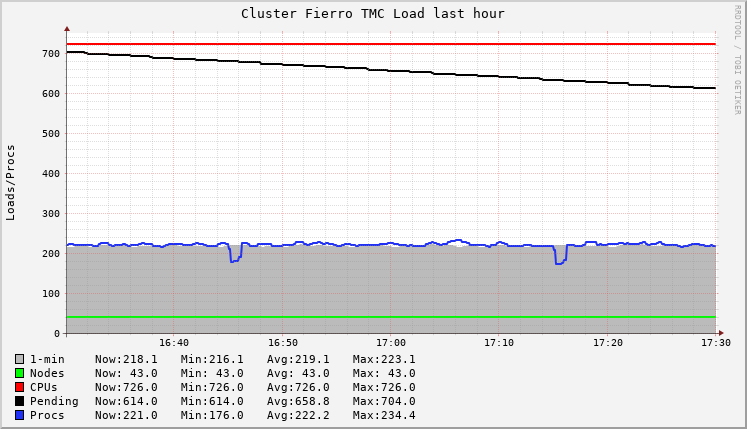 Cluster Fierro TMC Load last hour
RRDTOOL / TOBI OETIKER
Loads/Procs
700
600
500
400
300
200
100
0
16:40 16:50 17:00 17:10 17:20 17:30
1-min Now:218.1 Min:216.1 Avg:219.1 Max:223.1
Nodes Now: 43.0 Min: 43.0 Avg: 43.0 Max: 43.0
CPUs Now:726.0 Min:726.0 Avg:726.0 Max:726.0
Pending Now:614.0 Min:614.0 Avg:658.8 Max:704.0
Procs Now:221.0 Min:176.0 Avg:222.2 Max:234.4